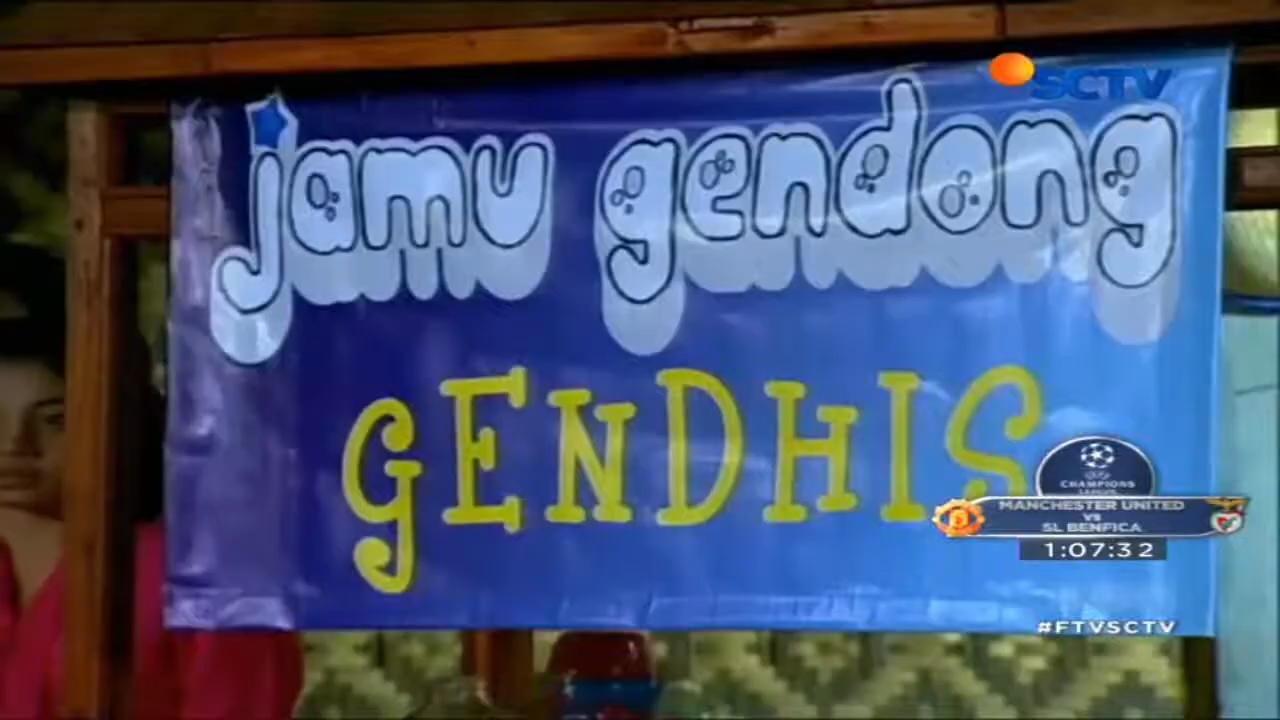 SCTV
jamu gendong
GENDHIS
CHAMPIONS
LEAGUE
MANCHESTER UNITED
VS
SL BENFICA
1:07:32
#FTVSCTV